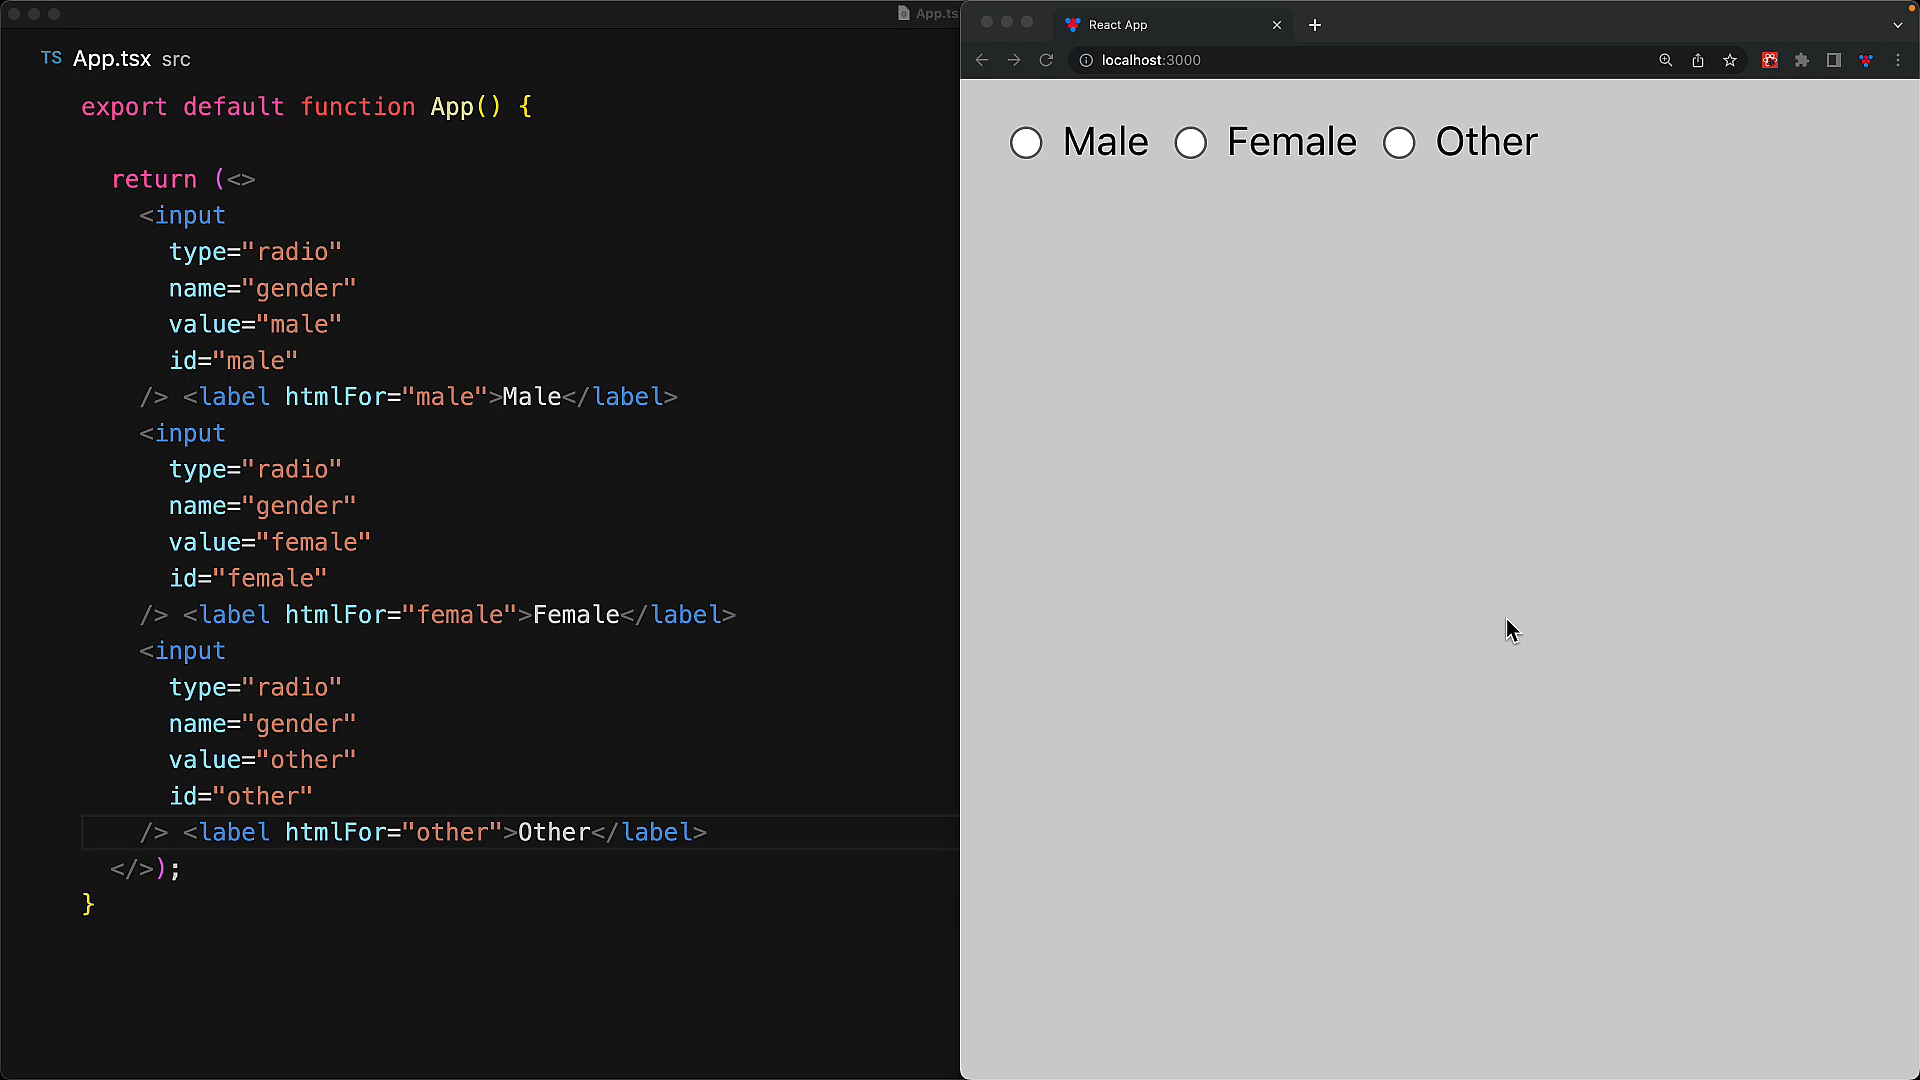 App.ts
TS App.tsx src
export default function App() {
return (<>
<input
type="radio"
name="gender"
value="male"
id="male"
/> <label htmlFor="male">Male</label>
<input
type="radio"
name="gender"
value="female"
id="female"
/> <label htmlFor="female">Female</label>
<input
type="radio"
name="gender"
value="other"
id="other"
/> <label htmlFor="other">Other</label>
</>);
}
React App
localhost:3000
Male Female Other